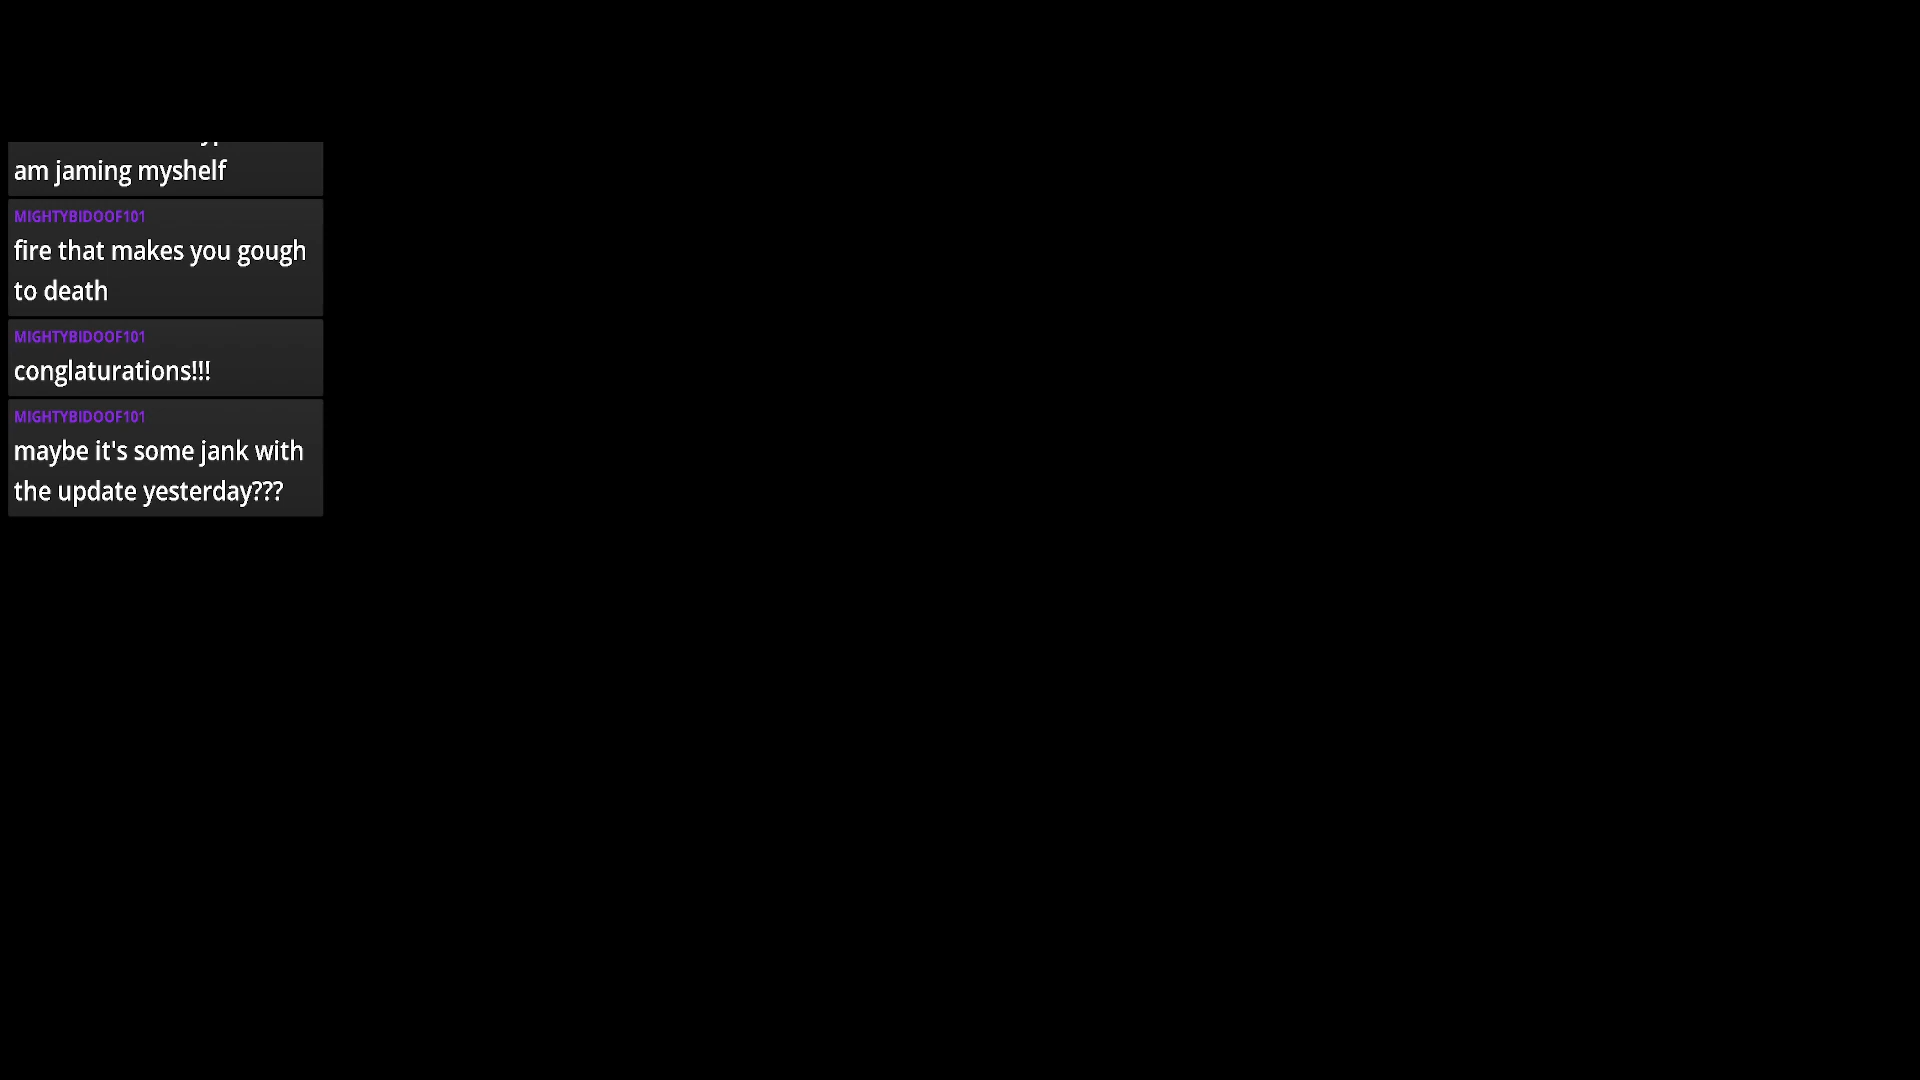 am jaming myshelf
MIGHTYBIDOOF101
fire that makes you gough
to death
MIGHTYBIDOOF101
conglaturations!!!
MIGHTYBIDOOF101
maybe it's some jank with
the update yesterday???